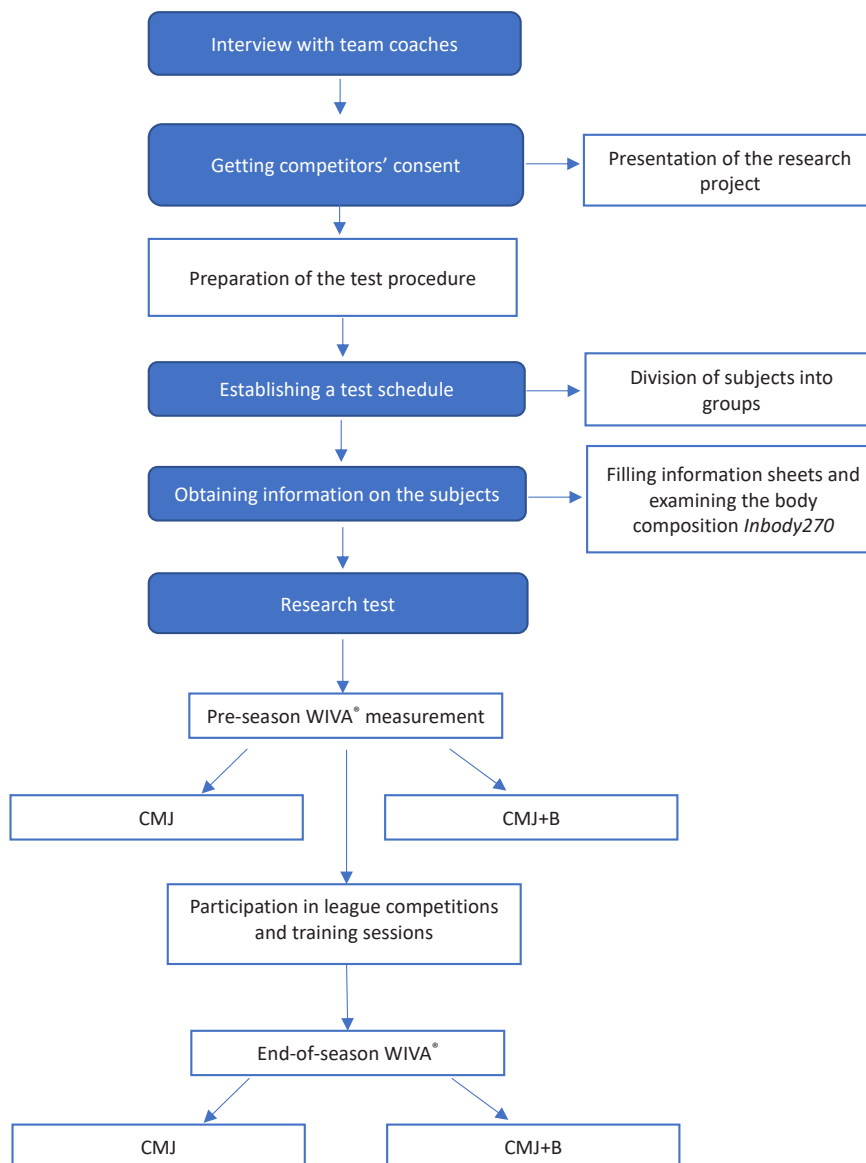 Interview with team coaches
Getting competitors’ consent
Presentation of the research
project
Preparation of the test procedure
Establishing a test schedule
Division of subjects into
groups
Obtaining information on the subjects
Filling information sheets and
examining the body
composition Inbody270
Research test
Pre-season WIVA® measurement
CMJ
CMJ+B
Participation in league competitions
and training sessions
End-of-season WIVA®
CMJ
CMJ+B